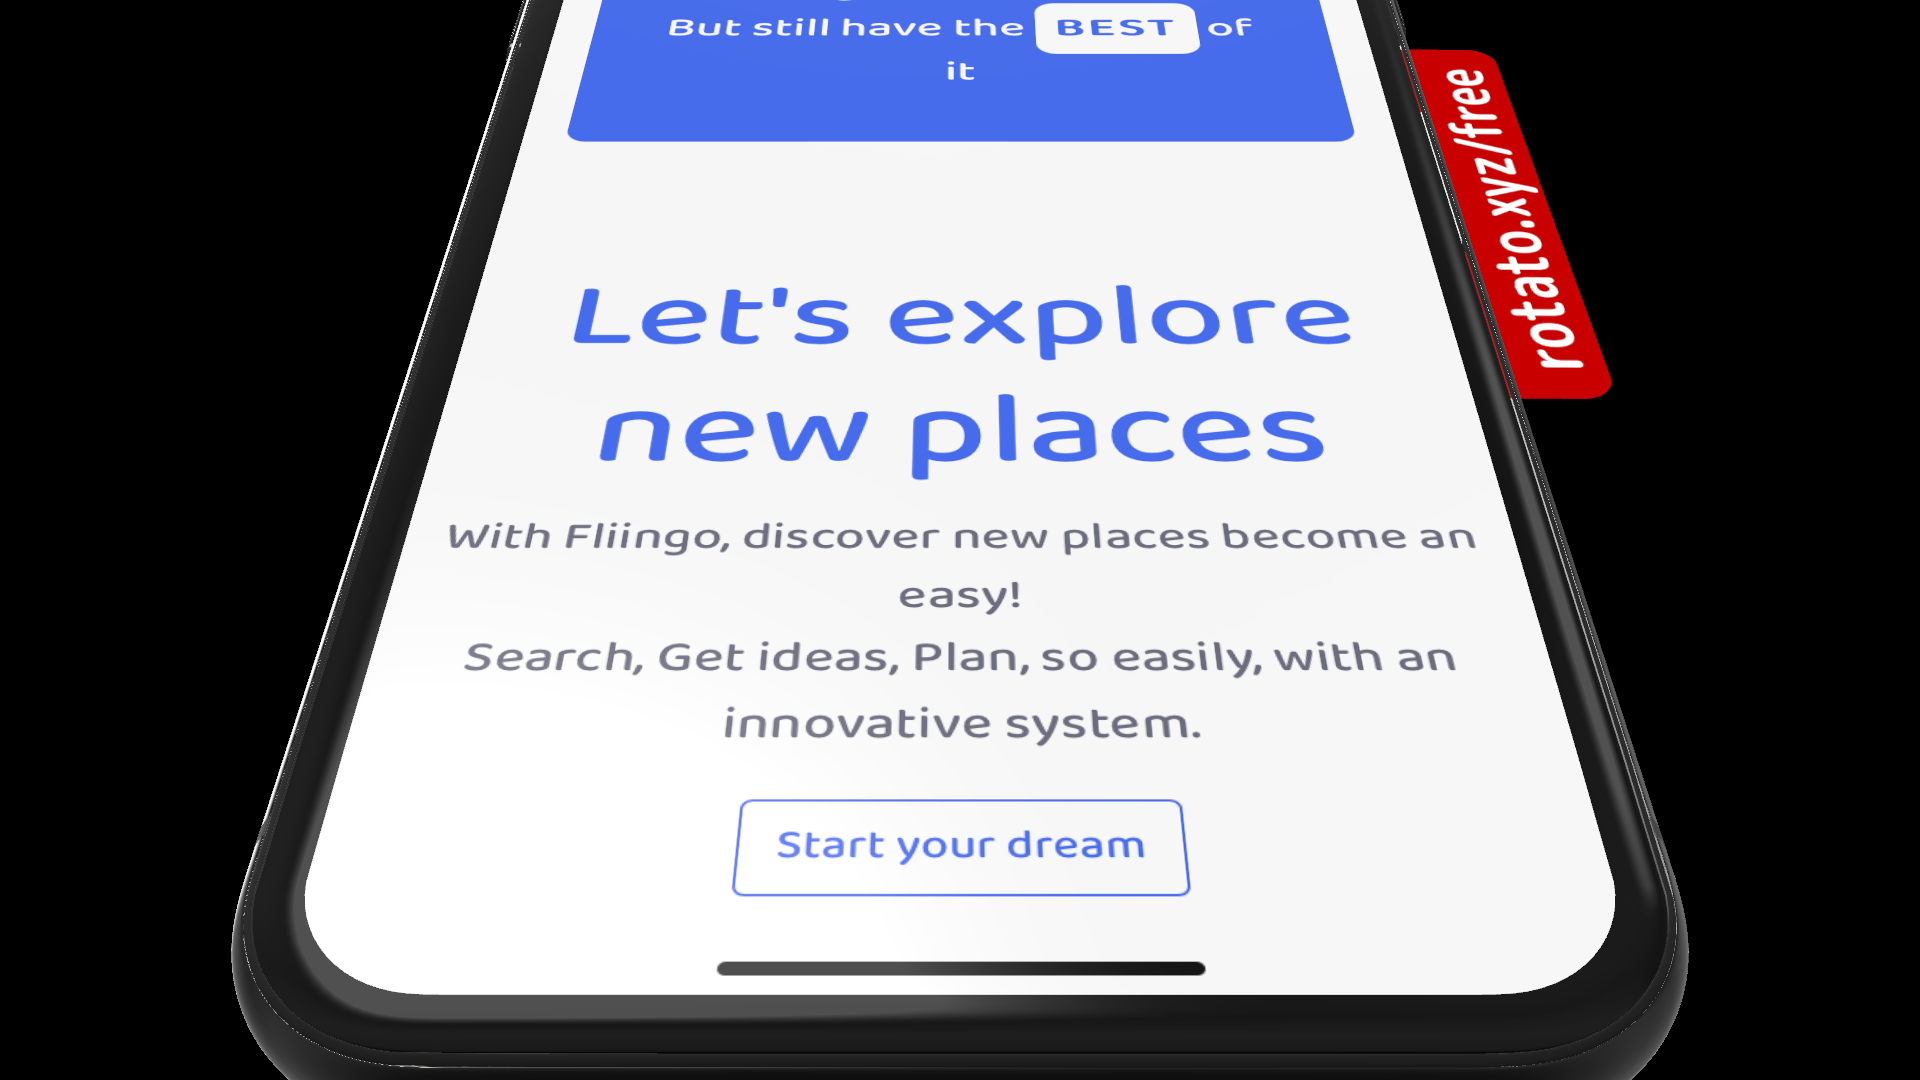 But still have the BEST of
it
rotato.xyz/free
Let's explore
new places
With Fliingo, discover new places become an
easy!
Search, Get ideas, Plan, so easily, with an
innovative system.
Start your dream